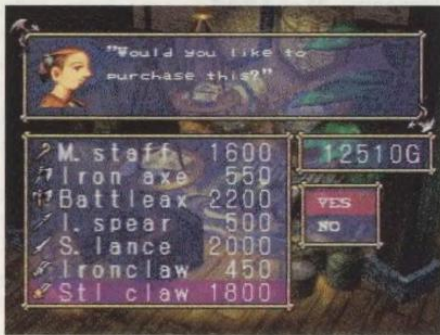 "Would you like to
purchase this?"
M. staff 1600
12510G
Iron axe 550
Battleax 2200
YES
I. spear 500
NO
S. lance 2000
Ironclaw 450
Stl claw 1800